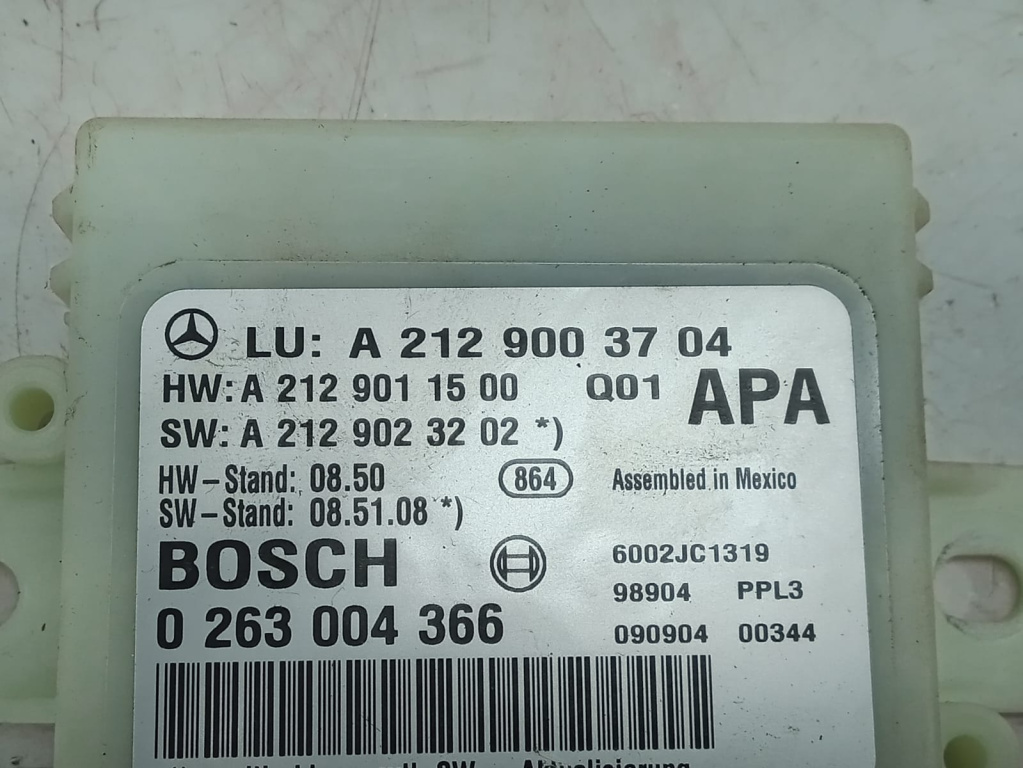 LU: A 212 900 37 04
HW: A 212 901 15 00 Q01 APA
SW: A 212 902 32 02 *)
HW-Stand: 08.50 864 Assembled in Mexico
SW-Stand: 08.51.08 *)
BOSCH 6002JC1319
98904 PPL3
0 263 004 366 090904 00344
SW Aktualisierung